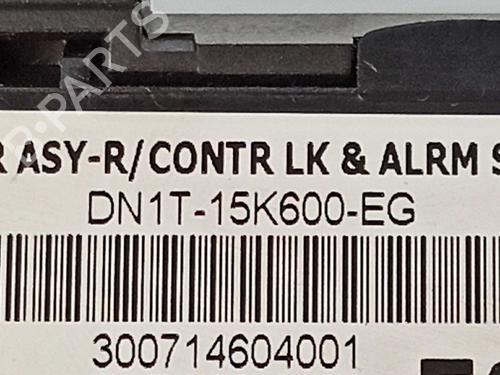 R ASY-R/CONTR LK & ALRM S
DN1T-15K600-EG
300714604001